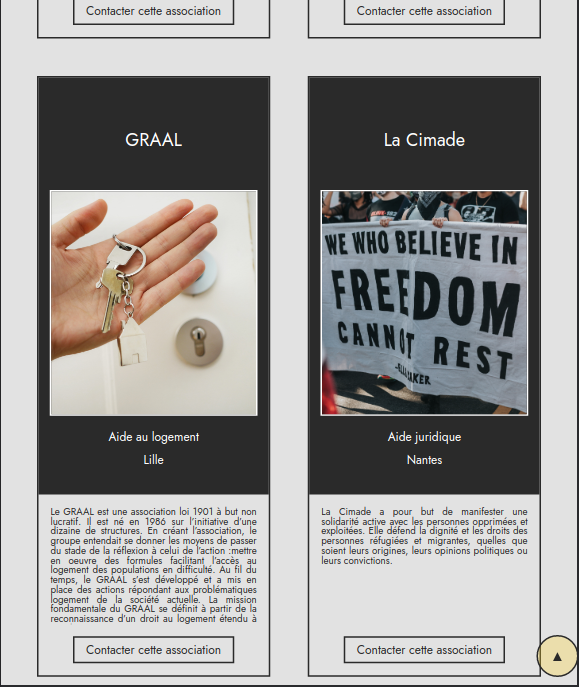 Contacter cette association
Contacter cette association
GRAAL
Aide au logement
Lille
Le GRAAL est une association loi 1901 à but non
lucratif. Il est né en 1986 sur l'initiative d'une
dizaine de structures. En créant l'association, le
groupe entendait se donner les moyens de passer
du stade de la réflexion à celui de l'action :mettre
en oeuvre des formules facilitant l'accès au
logement des populations en difficulté. Au fil du
temps, le GRAAL s'est développé et a mis en
place des actions répondant aux problématiques
logement de la société actuelle. La mission
fondamentale du GRAAL se définit à partir de la
reconnaissance d'un droit au logement étendu à
Contacter cette association
La Cimade
WE WHO BELIEVE IN
FREEDOM
CANNOT REST
-ELLA BAKER
Aide juridique
Nantes
La Cimade a pour but de manifester une
solidarité active avec les personnes opprimées et
exploitées. Elle défend la dignité et les droits des
personnes réfugiées et migrantes, quelles que
soient leurs origines, leurs opinions politiques ou
leurs convictions.
Contacter cette association
▲